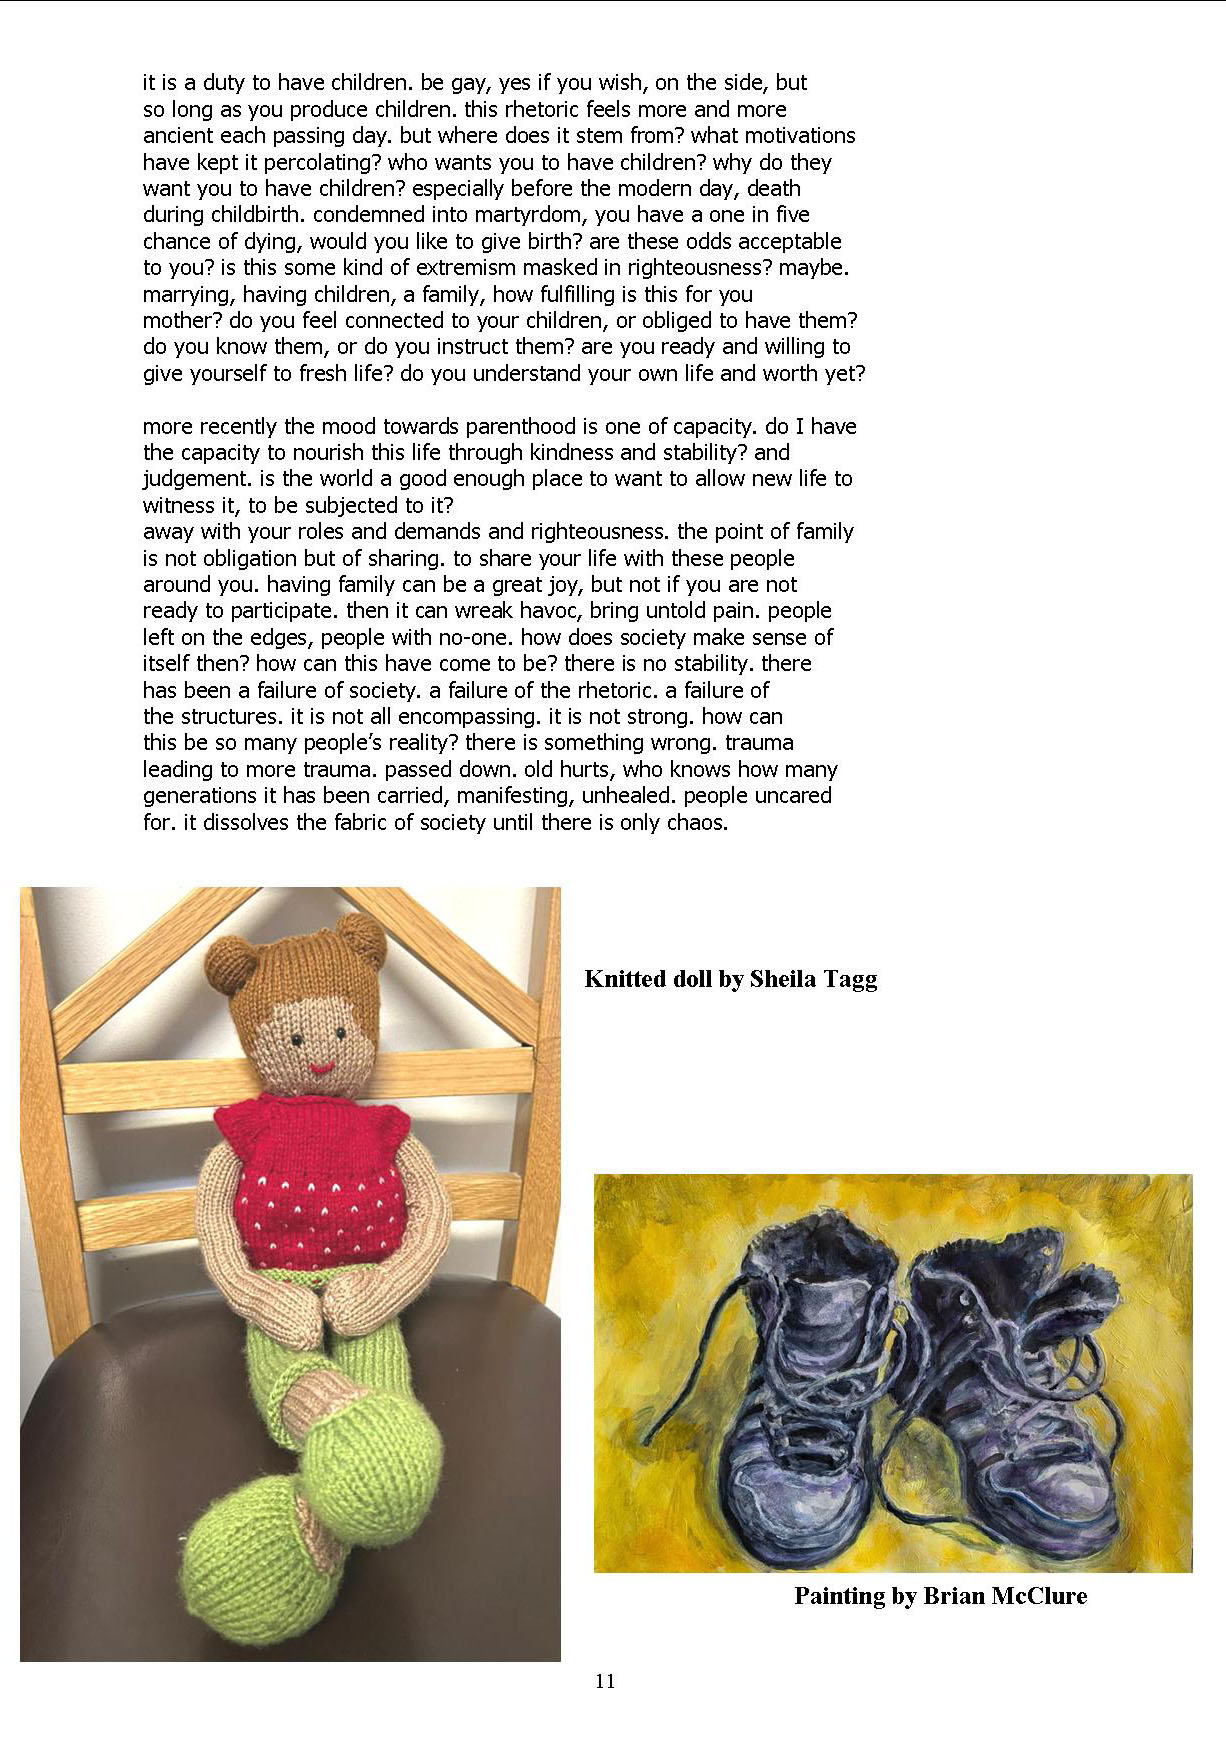 it is a duty to have children. be gay, yes if you wish, on the side, but
so long as you produce children. this rhetoric feels more and more
ancient each passing day. but where does it stem from? what motivations
have kept it percolating? who wants you to have children? why do they
want you to have children? especially before the modern day, death
during childbirth. condemned into martyrdom, you have a one in five
chance of dying, would you like to give birth? are these odds acceptable
to you? is this some kind of extremism masked in righteousness? maybe.
marrying, having children, a family, how fulfilling is this for you
mother? do you feel connected to your children, or obliged to have them?
do you know them, or do you instruct them? are you ready and willing to
give yourself to fresh life? do you understand your own life and worth yet?
more recently the mood towards parenthood is one of capacity. do I have
the capacity to nourish this life through kindness and stability? and
judgement. is the world a good enough place to want to allow new life to
witness it, to be subjected to it?
away with your roles and demands and righteousness. the point of family
is not obligation but of sharing. to share your life with these people
around you. having family can be a great joy, but not if you are not
ready to participate. then it can wreak havoc, bring untold pain. people
left on the edges, people with no-one. how does society make sense of
itself then? how can this have come to be? there is no stability. there
has been a failure of society. a failure of the rhetoric. a failure of
the structures. it is not all encompassing. it is not strong. how can
this be so many people’s reality? there is something wrong. trauma
leading to more trauma. passed down. old hurts, who knows how many
generations it has been carried, manifesting, unhealed. people uncared
for. it dissolves the fabric of society until there is only chaos.
Knitted doll by Sheila Tagg
Painting by Brian McClure
11